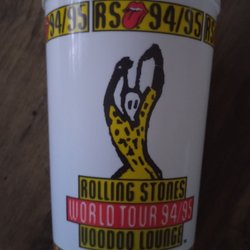 94/95 RS 94/95 RS
ROLLING STONES
WORLD TOUR 94/95
VOODOO LOUNGE